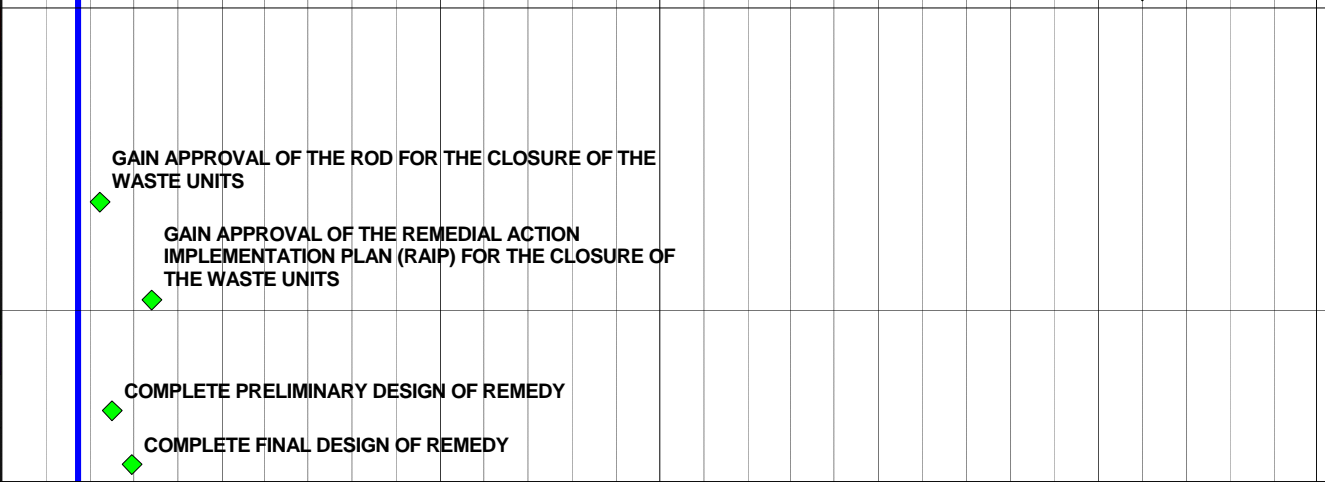 GAIN APPROVAL OF THE ROD FOR THE CLOSURE OF THE
WASTE UNITS
GAIN APPROVAL OF THE REMEDIAL ACTION
IMPLEMENTATION PLAN (RAIP) FOR THE CLOSURE OF
THE WASTE UNITS
COMPLETE PRELIMINARY DESIGN OF REMEDY
COMPLETE FINAL DESIGN OF REMEDY